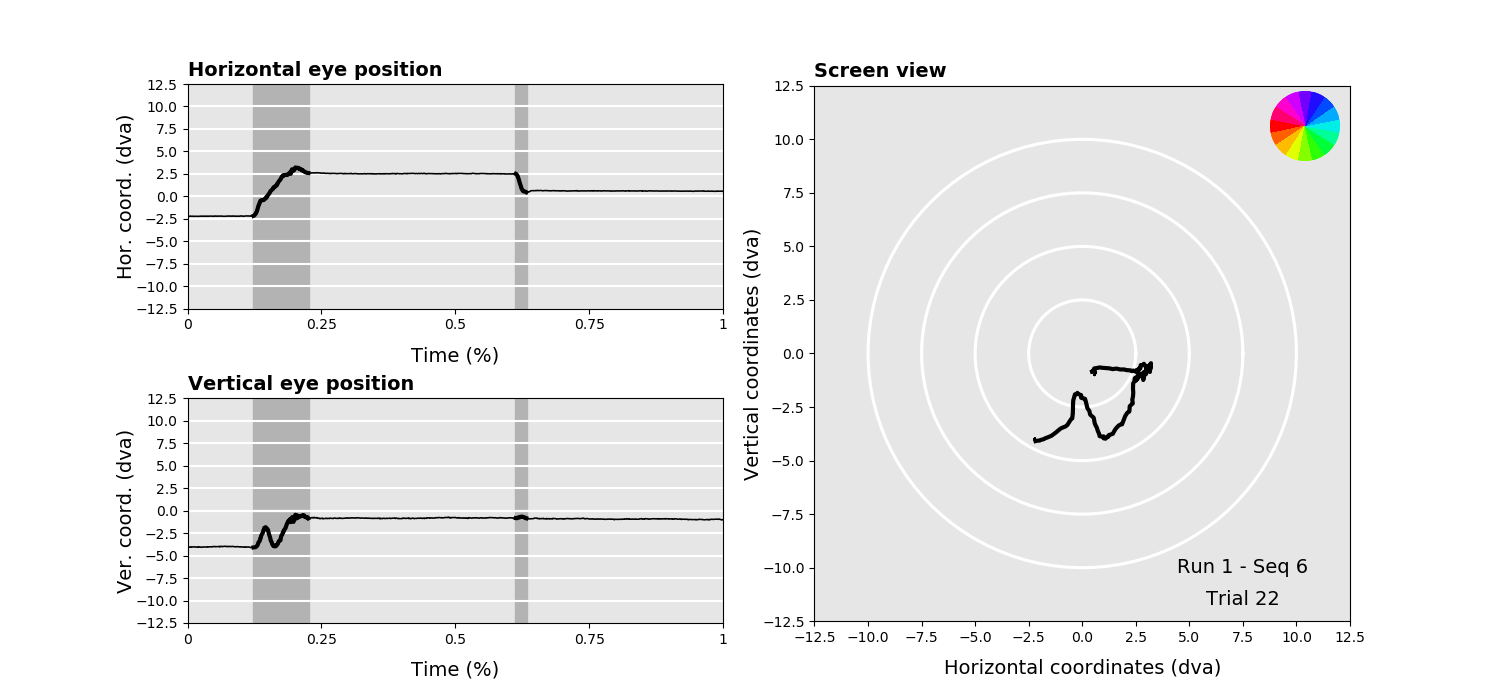 Horizontal eye position
Hor. coord. (dva)
12.5
10.0
7.5
5.0
2.5
0.0
−2.5
−5.0
−7.5
−10.0
−12.5
0 0.25 0.5 0.75 1
Time (%)
Vertical eye position
Ver. coord. (dva)
12.5
10.0
7.5
5.0
2.5
0.0
−2.5
−5.0
−7.5
−10.0
−12.5
0 0.25 0.5 0.75 1
Time (%)
Screen view
Vertical coordinates (dva)
12.5
10.0
7.5
5.0
2.5
0.0
−2.5
−5.0
−7.5
−10.0
−12.5
Run 1 - Seq 6
Trial 22
−12.5 −10.0 −7.5 −5.0 −2.5 0.0 2.5 5.0 7.5 10.0 12.5
Horizontal coordinates (dva)